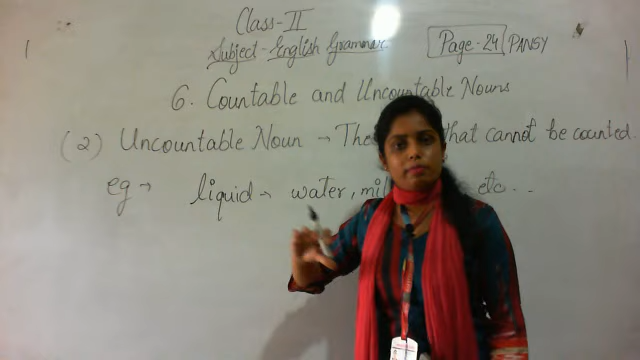 Class-II
Subject-English Grammar
Page-24 PANSY
6. Countable and Uncountable Nouns
(2) Uncountable Noun → The that cannot be counted.
eg → liquid → water, mil etc...